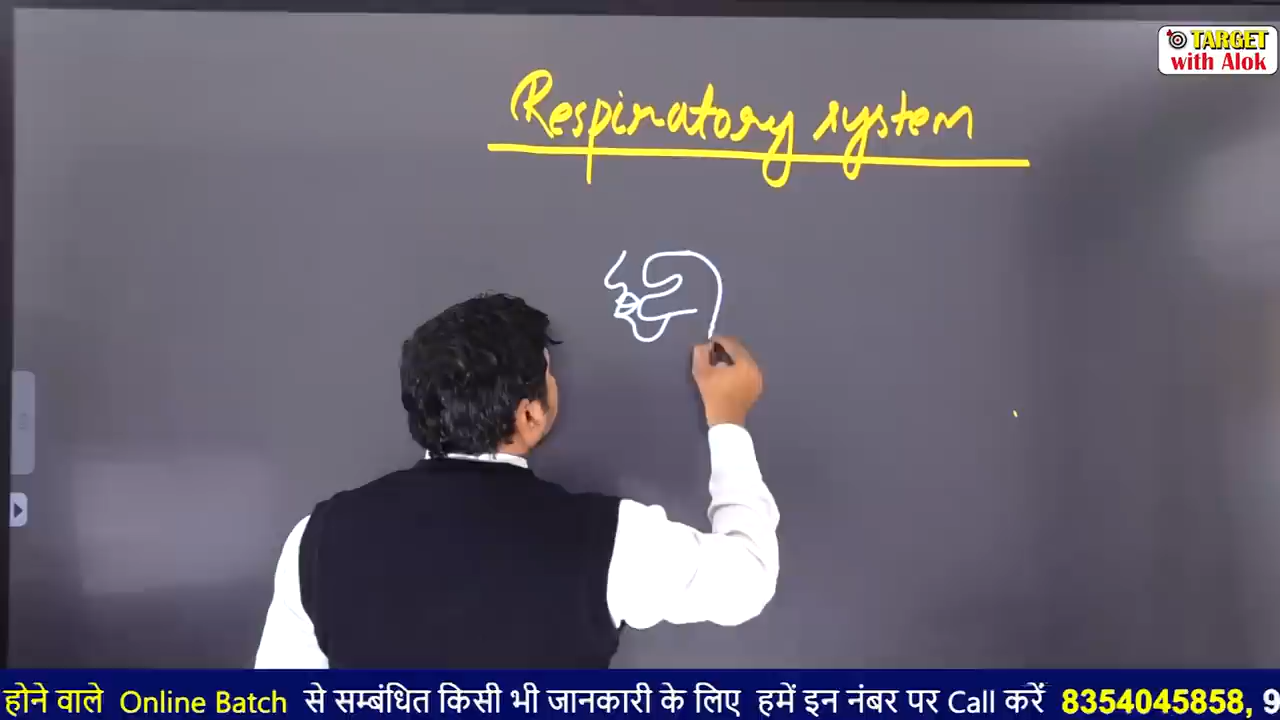 TARGET
with Alok
Respiratory system
होने वाले Online Batch से सम्बंधित किसी भी जानकारी के लिए हमें इन नंबर पर Call करें 8354045858, 9